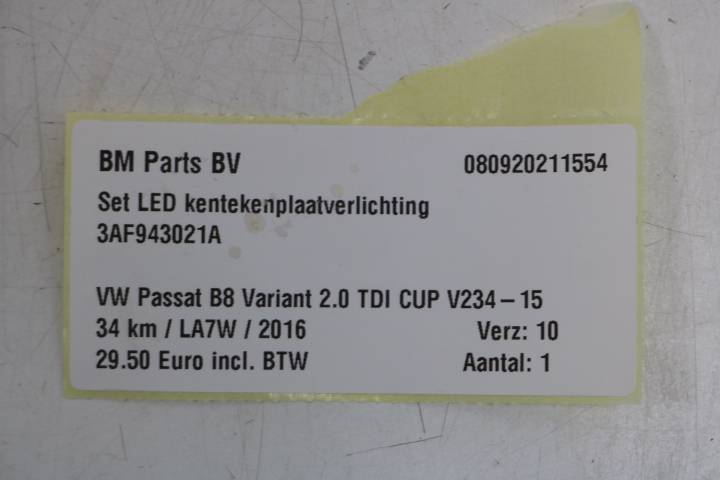 BM Parts BV 080920211554
Set LED kentekenplaatverlichting
3AF943021A
VW Passat B8 Variant 2.0 TDI CUP V234-15
34 km / LA7W / 2016 Verz: 10
29.50 Euro incl. BTW Aantal: 1